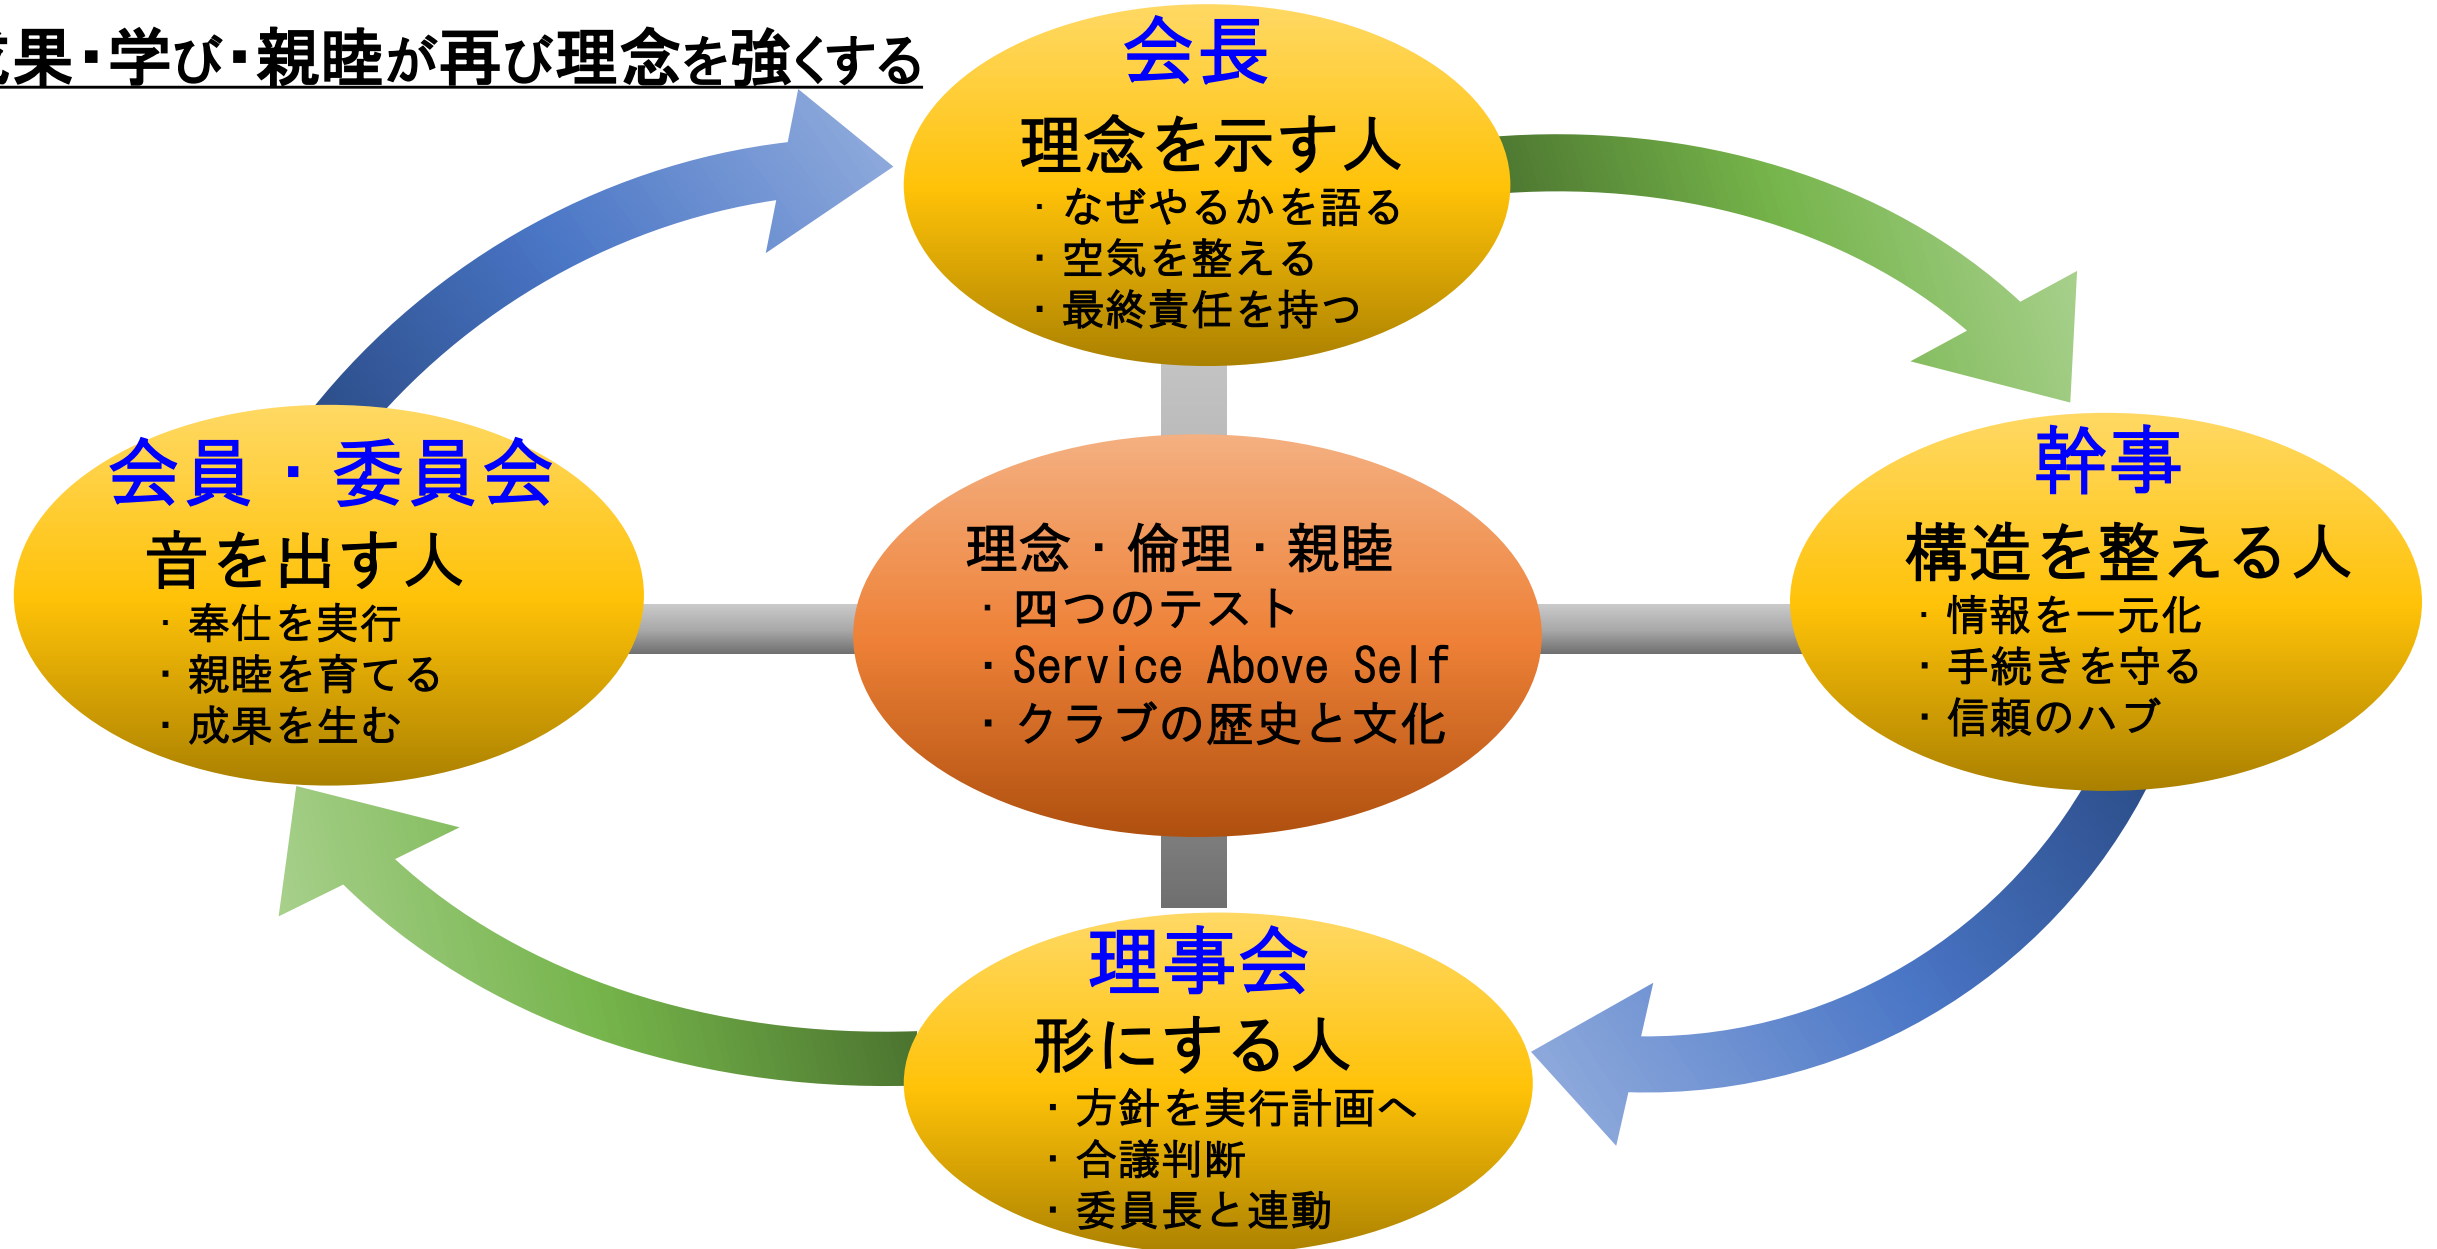 果・学び・親睦が再び理念を強くする
会長
理念を示す人
・なぜやるかを語る
・空気を整える
・最終責任を持つ
会員・委員会
音を出す人
・奉仕を実行
・親睦を育てる
・成果を生む
理念・倫理・親睦
・四つのテスト
・Service Above Self
・クラブの歴史と文化
幹事
構造を整える人
・情報を一元化
・手続きを守る
・信頼のハブ
理事会
形にする人
・方針を実行計画へ
・合議判断
・委員長と連動